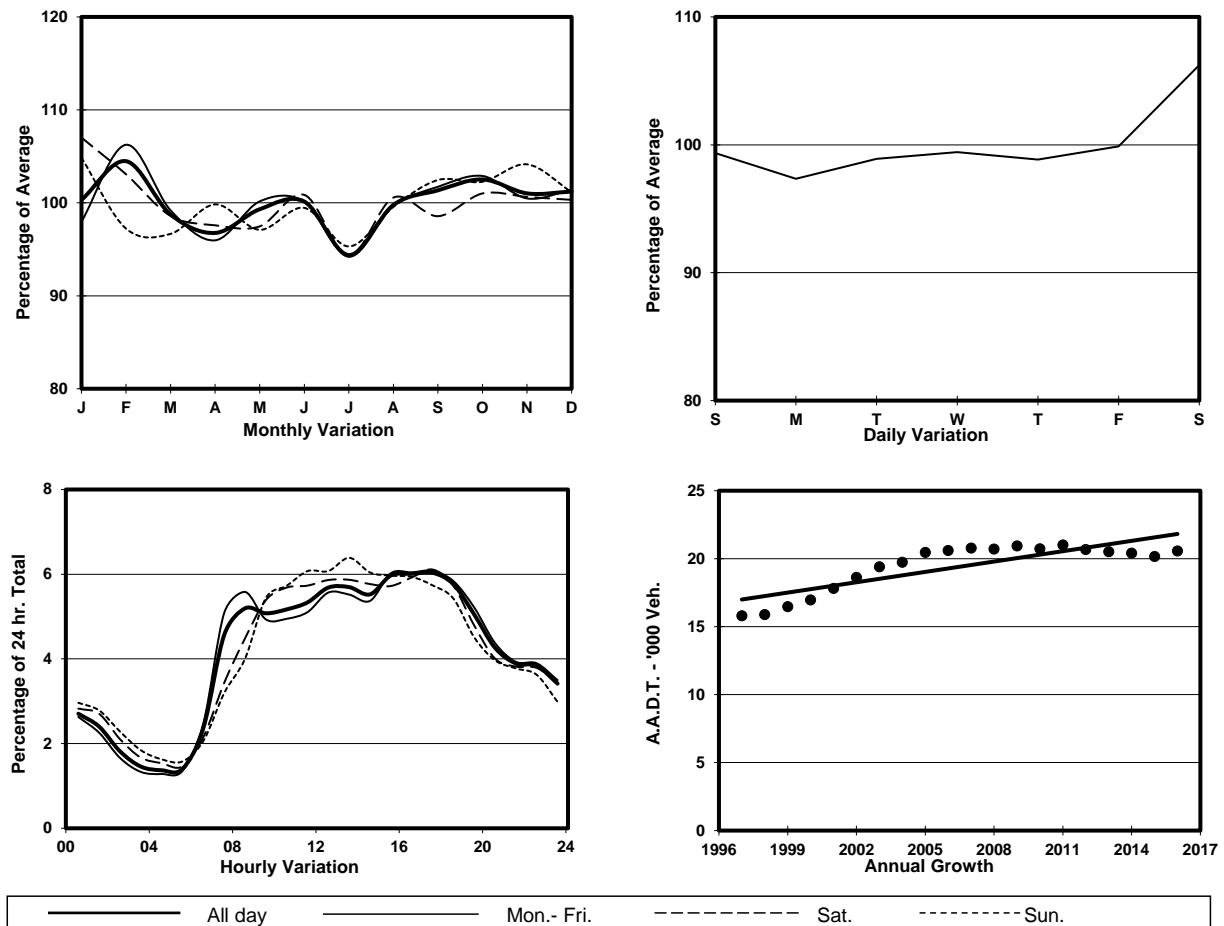 120
110
100
90
80
Percentage of Average
J F M A M J J A S O N D
Monthly Variation
110
100
90
80
Percentage of Average
S M T W T F S
Daily Variation
8
6
4
2
0
Percentage of 24 hr. Total
00 04 08 12 16 20 24
Hourly Variation
25
20
15
10
5
0
A.A.D.T. - '000 Veh.
1996 1999 2002 2005 2008 2011 2014 2017
Annual Growth
All day Mon.- Fri. Sat. Sun.